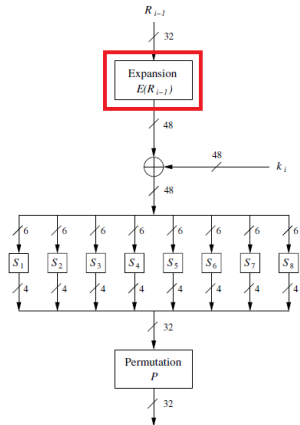 R_{i-1}
32
Expansion
E(R_{i-1})
48
48
k_i
48
6 6 6 6 6 6 6 6
S_1 S_2 S_3 S_4 S_5 S_6 S_7 S_8
4 4 4 4 4 4 4 4
32
Permutation
P
32